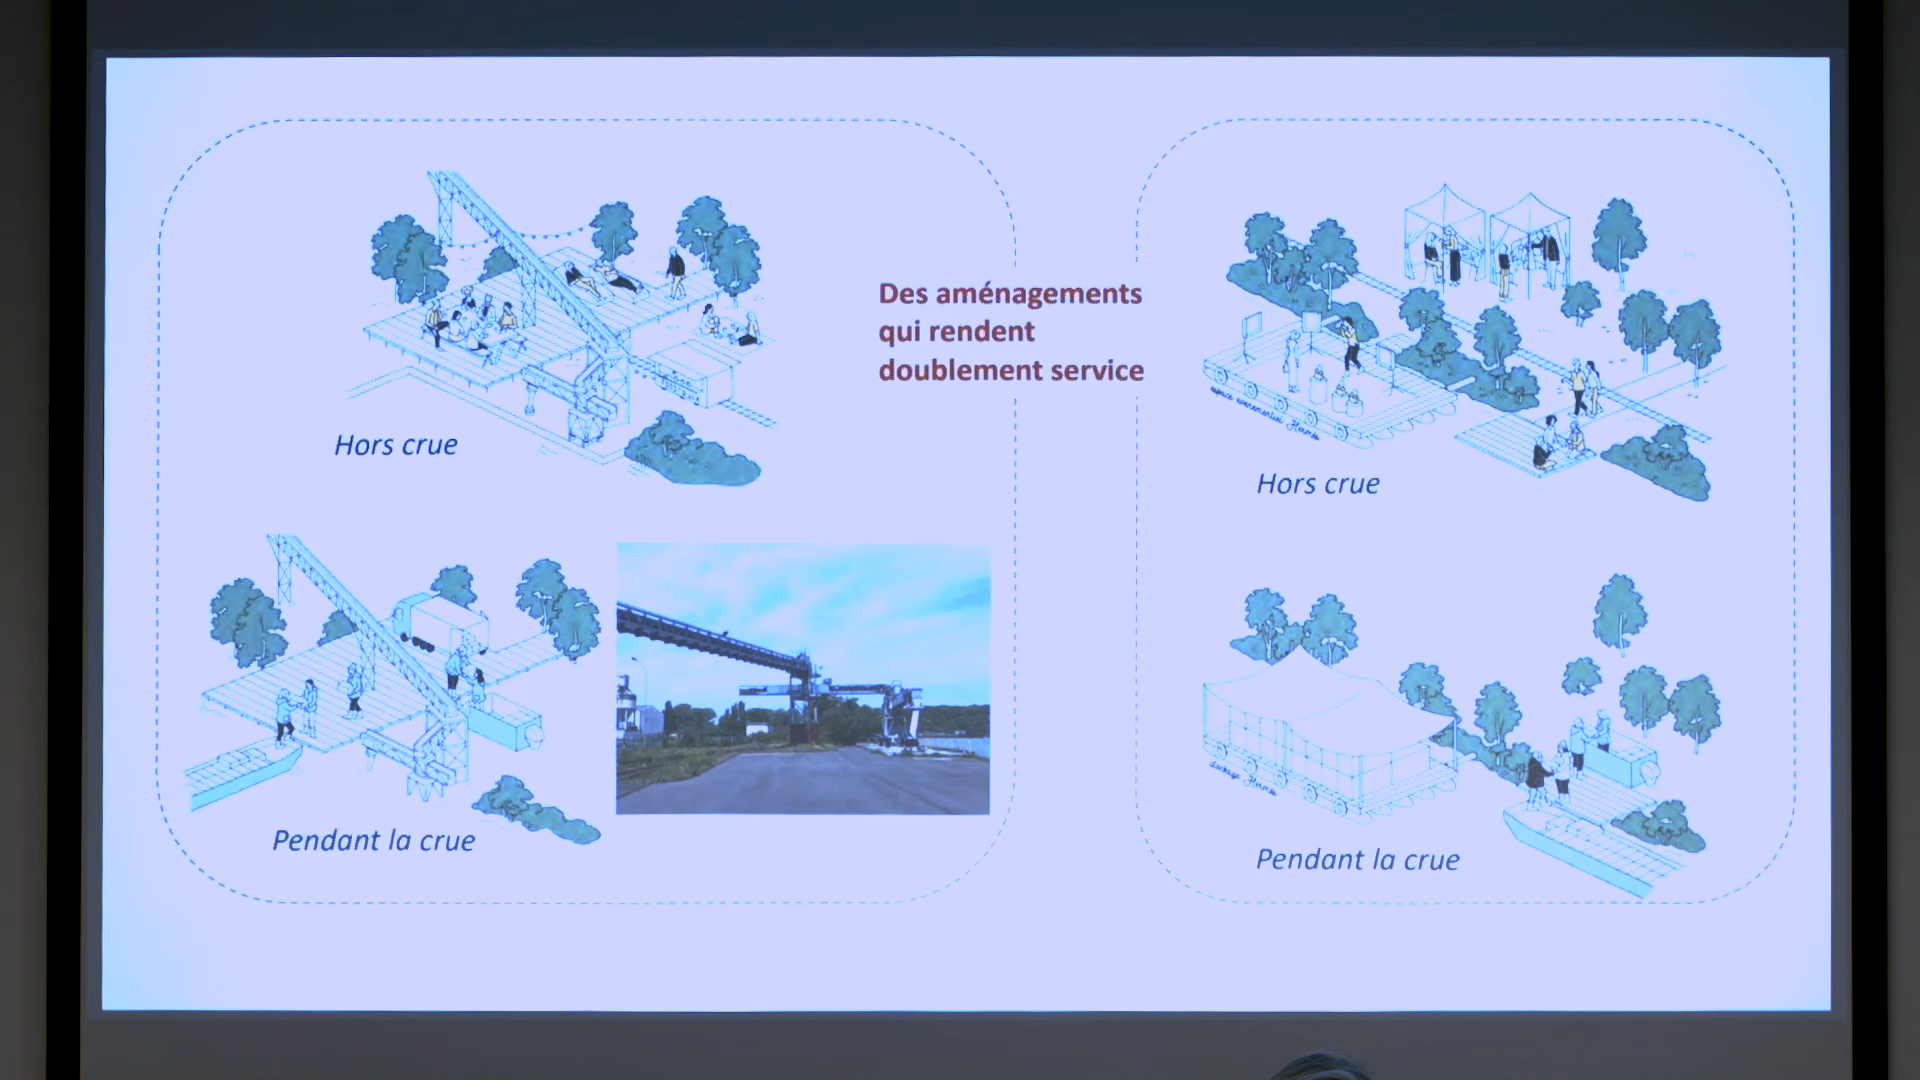 Des aménagements
qui rendent
doublement service
Hors crue
Pendant la crue
Hors crue
Pendant la crue